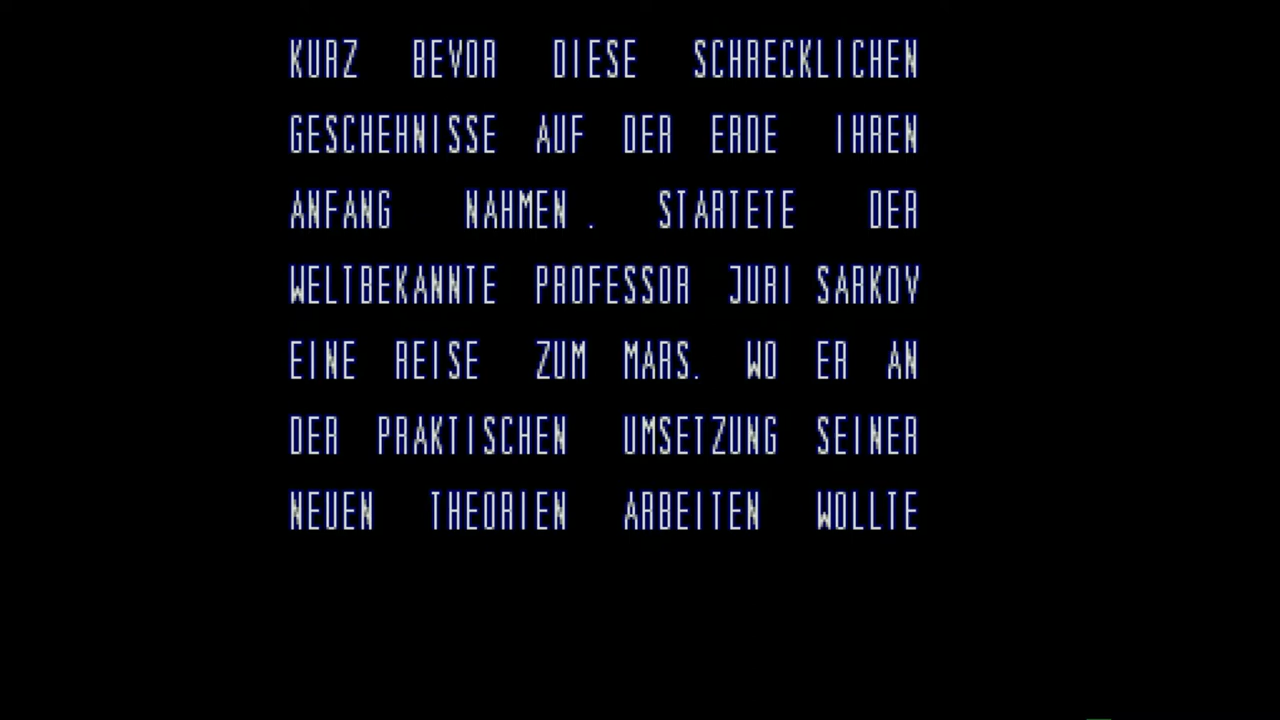 KURZ BEVOR DIESE SCHRECKLICHEN
GESCHEHNISSE AUF DER ERDE IHREN
ANFANG NAHMEN . STARTETE DER
WELTBEKANNTE PROFESSOR JURI SARKOV
EINE REISE ZUM MARS. WO ER AN
DER PRAKTISCHEN UMSETZUNG SEINER
NEUEN THEORIEN ARBEITEN WOLLTE